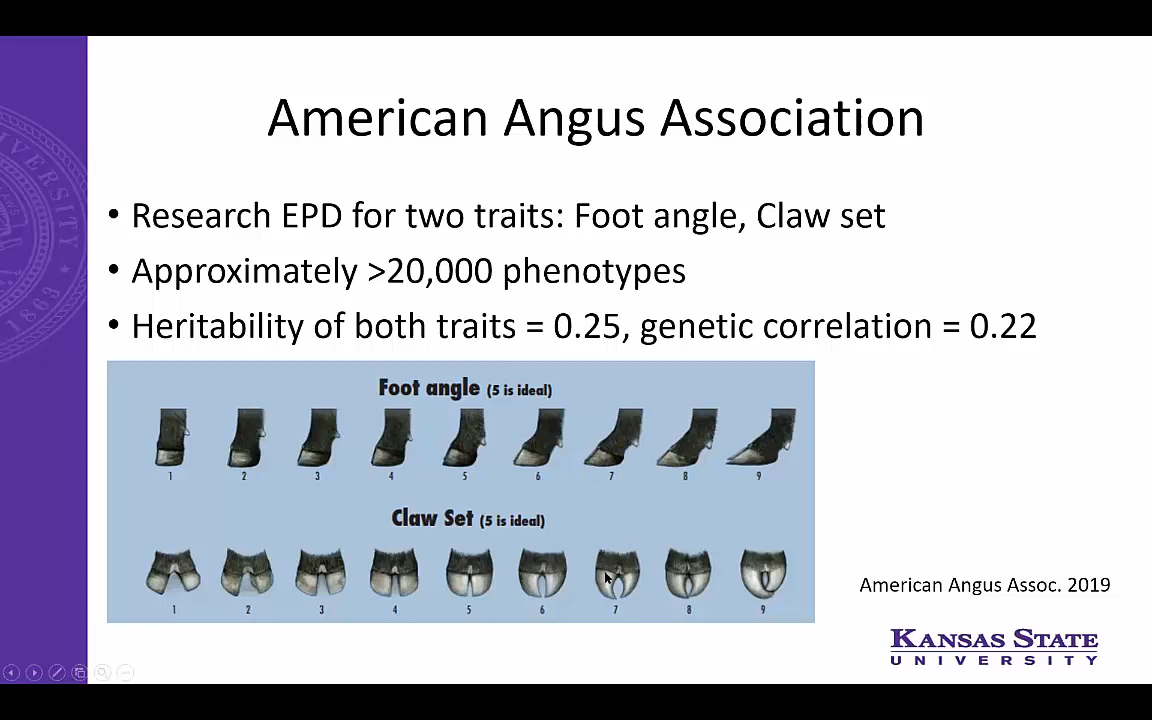 American Angus Association
• Research EPD for two traits: Foot angle, Claw set
• Approximately >20,000 phenotypes
• Heritability of both traits = 0.25, genetic correlation = 0.22
Foot angle (5 is ideal)
1 2 3 4 5 6 7 8 9
Claw Set (5 is ideal)
1 2 3 4 5 6 7 8 9
American Angus Assoc. 2019
KANSAS STATE
UNIVERSITY
VERSITY
1863